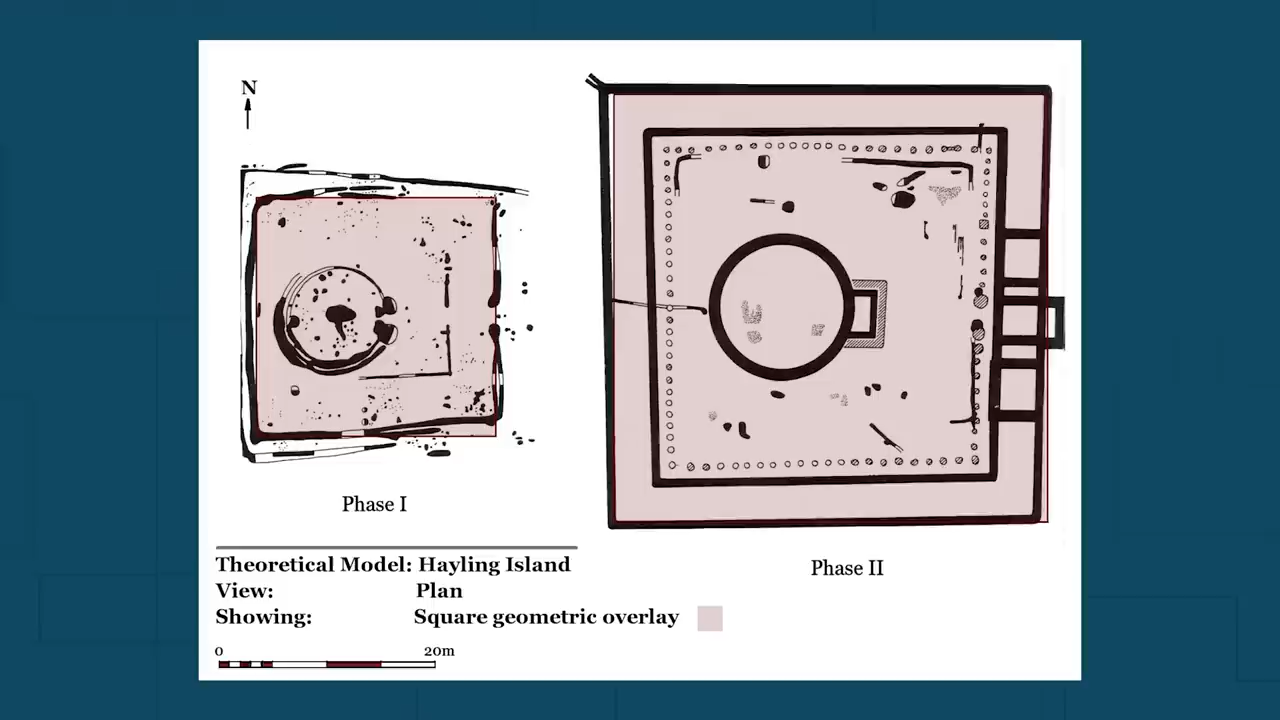 N
Phase I
Phase II
Theoretical Model: Hayling Island
View: Plan
Showing: Square geometric overlay
0 20m